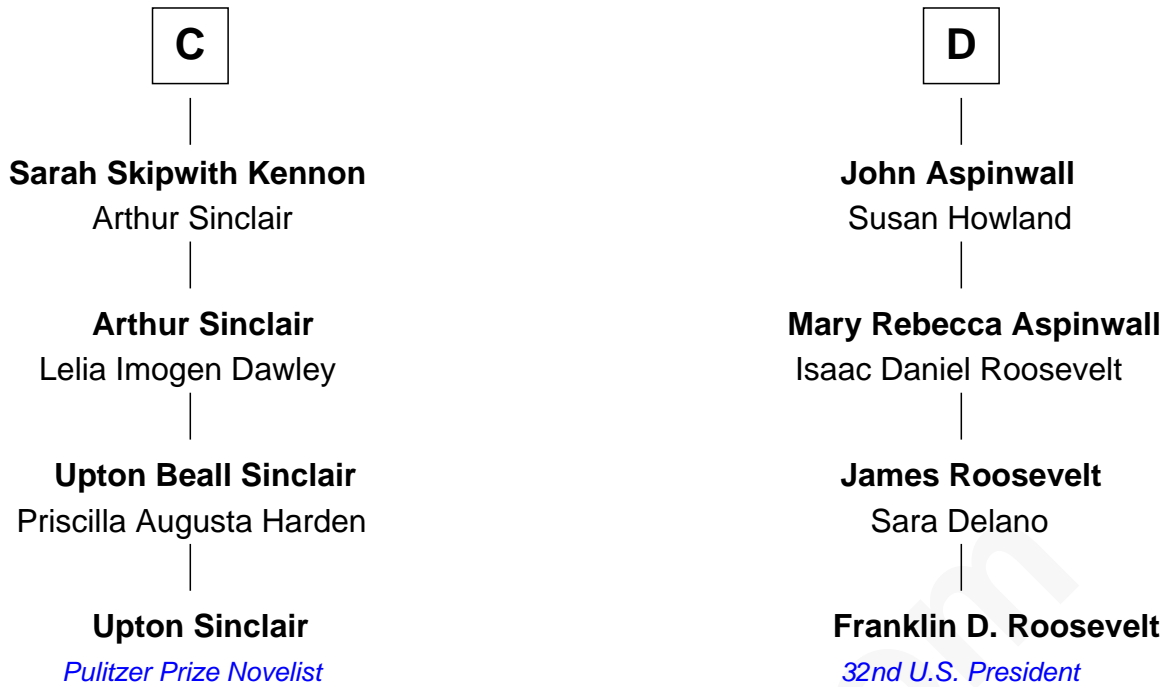 C
Sarah Skipwith Kennon
Arthur Sinclair
Arthur Sinclair
Lelia Imogen Dawley
Upton Beall Sinclair
Priscilla Augusta Harden
Upton Sinclair
Pulitzer Prize Novelist
D
John Aspinwall
Susan Howland
Mary Rebecca Aspinwall
Isaac Daniel Roosevelt
James Roosevelt
Sara Delano
Franklin D. Roosevelt
32nd U.S. President